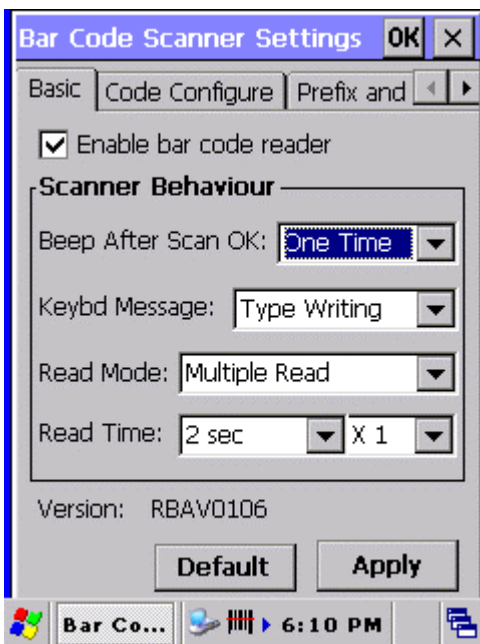 Bar Code Scanner Settings OK ×
Basic Code Configure Prefix and
Enable bar code reader
Scanner Behaviour
Beep After Scan OK: One Time
Keybd Message: Type Writing
Read Mode: Multiple Read
Read Time: 2 sec X 1
Version: RBAV0106
Default Apply
Bar Co... 6:10 PM